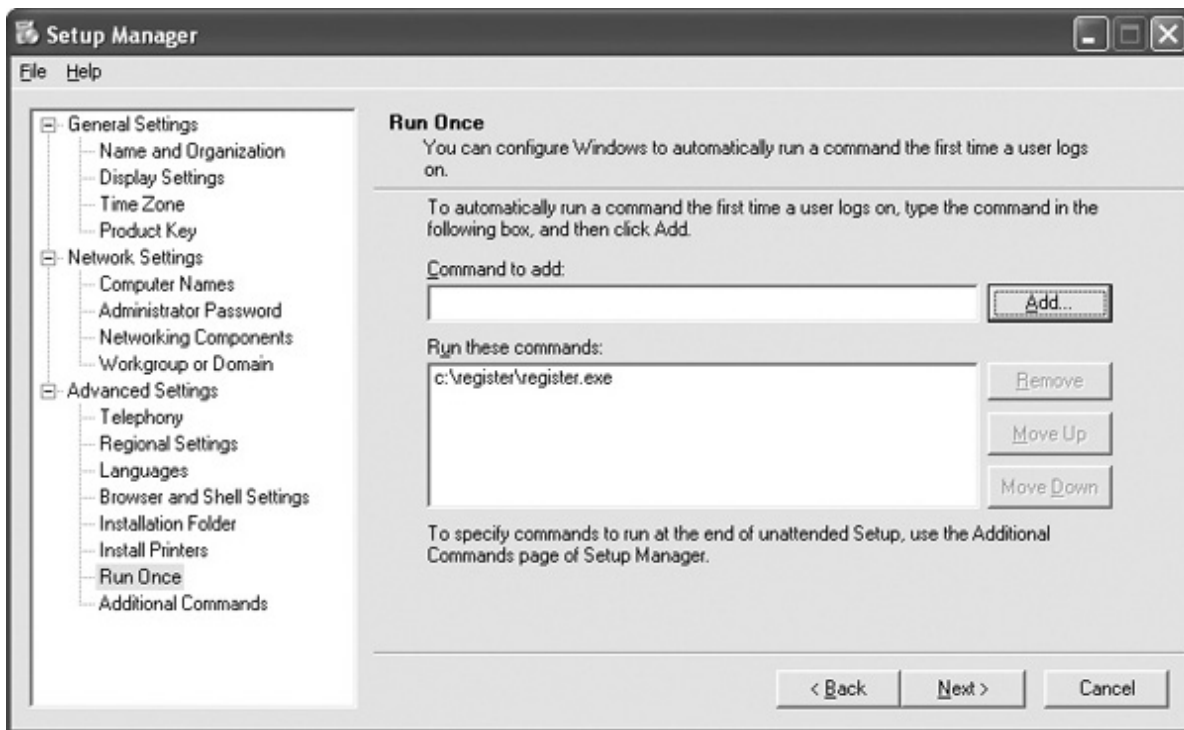 Setup Manager
File Help
General Settings
Name and Organization
Display Settings
Time Zone
Product Key
Network Settings
Computer Names
Administrator Password
Networking Components
Workgroup or Domain
Advanced Settings
Telephony
Regional Settings
Languages
Browser and Shell Settings
Installation Folder
Install Printers
Run Once
Additional Commands
Run Once
You can configure Windows to automatically run a command the first time a user logs
on.
To automatically run a command the first time a user logs on, type the command in the
following box, and then click Add.
Command to add:
Add...
Run these commands:
c:\register\register.exe
Remove
Move Up
Move Down
To specify commands to run at the end of unattended Setup, use the Additional
Commands page of Setup Manager.
< Back
Next >
Cancel